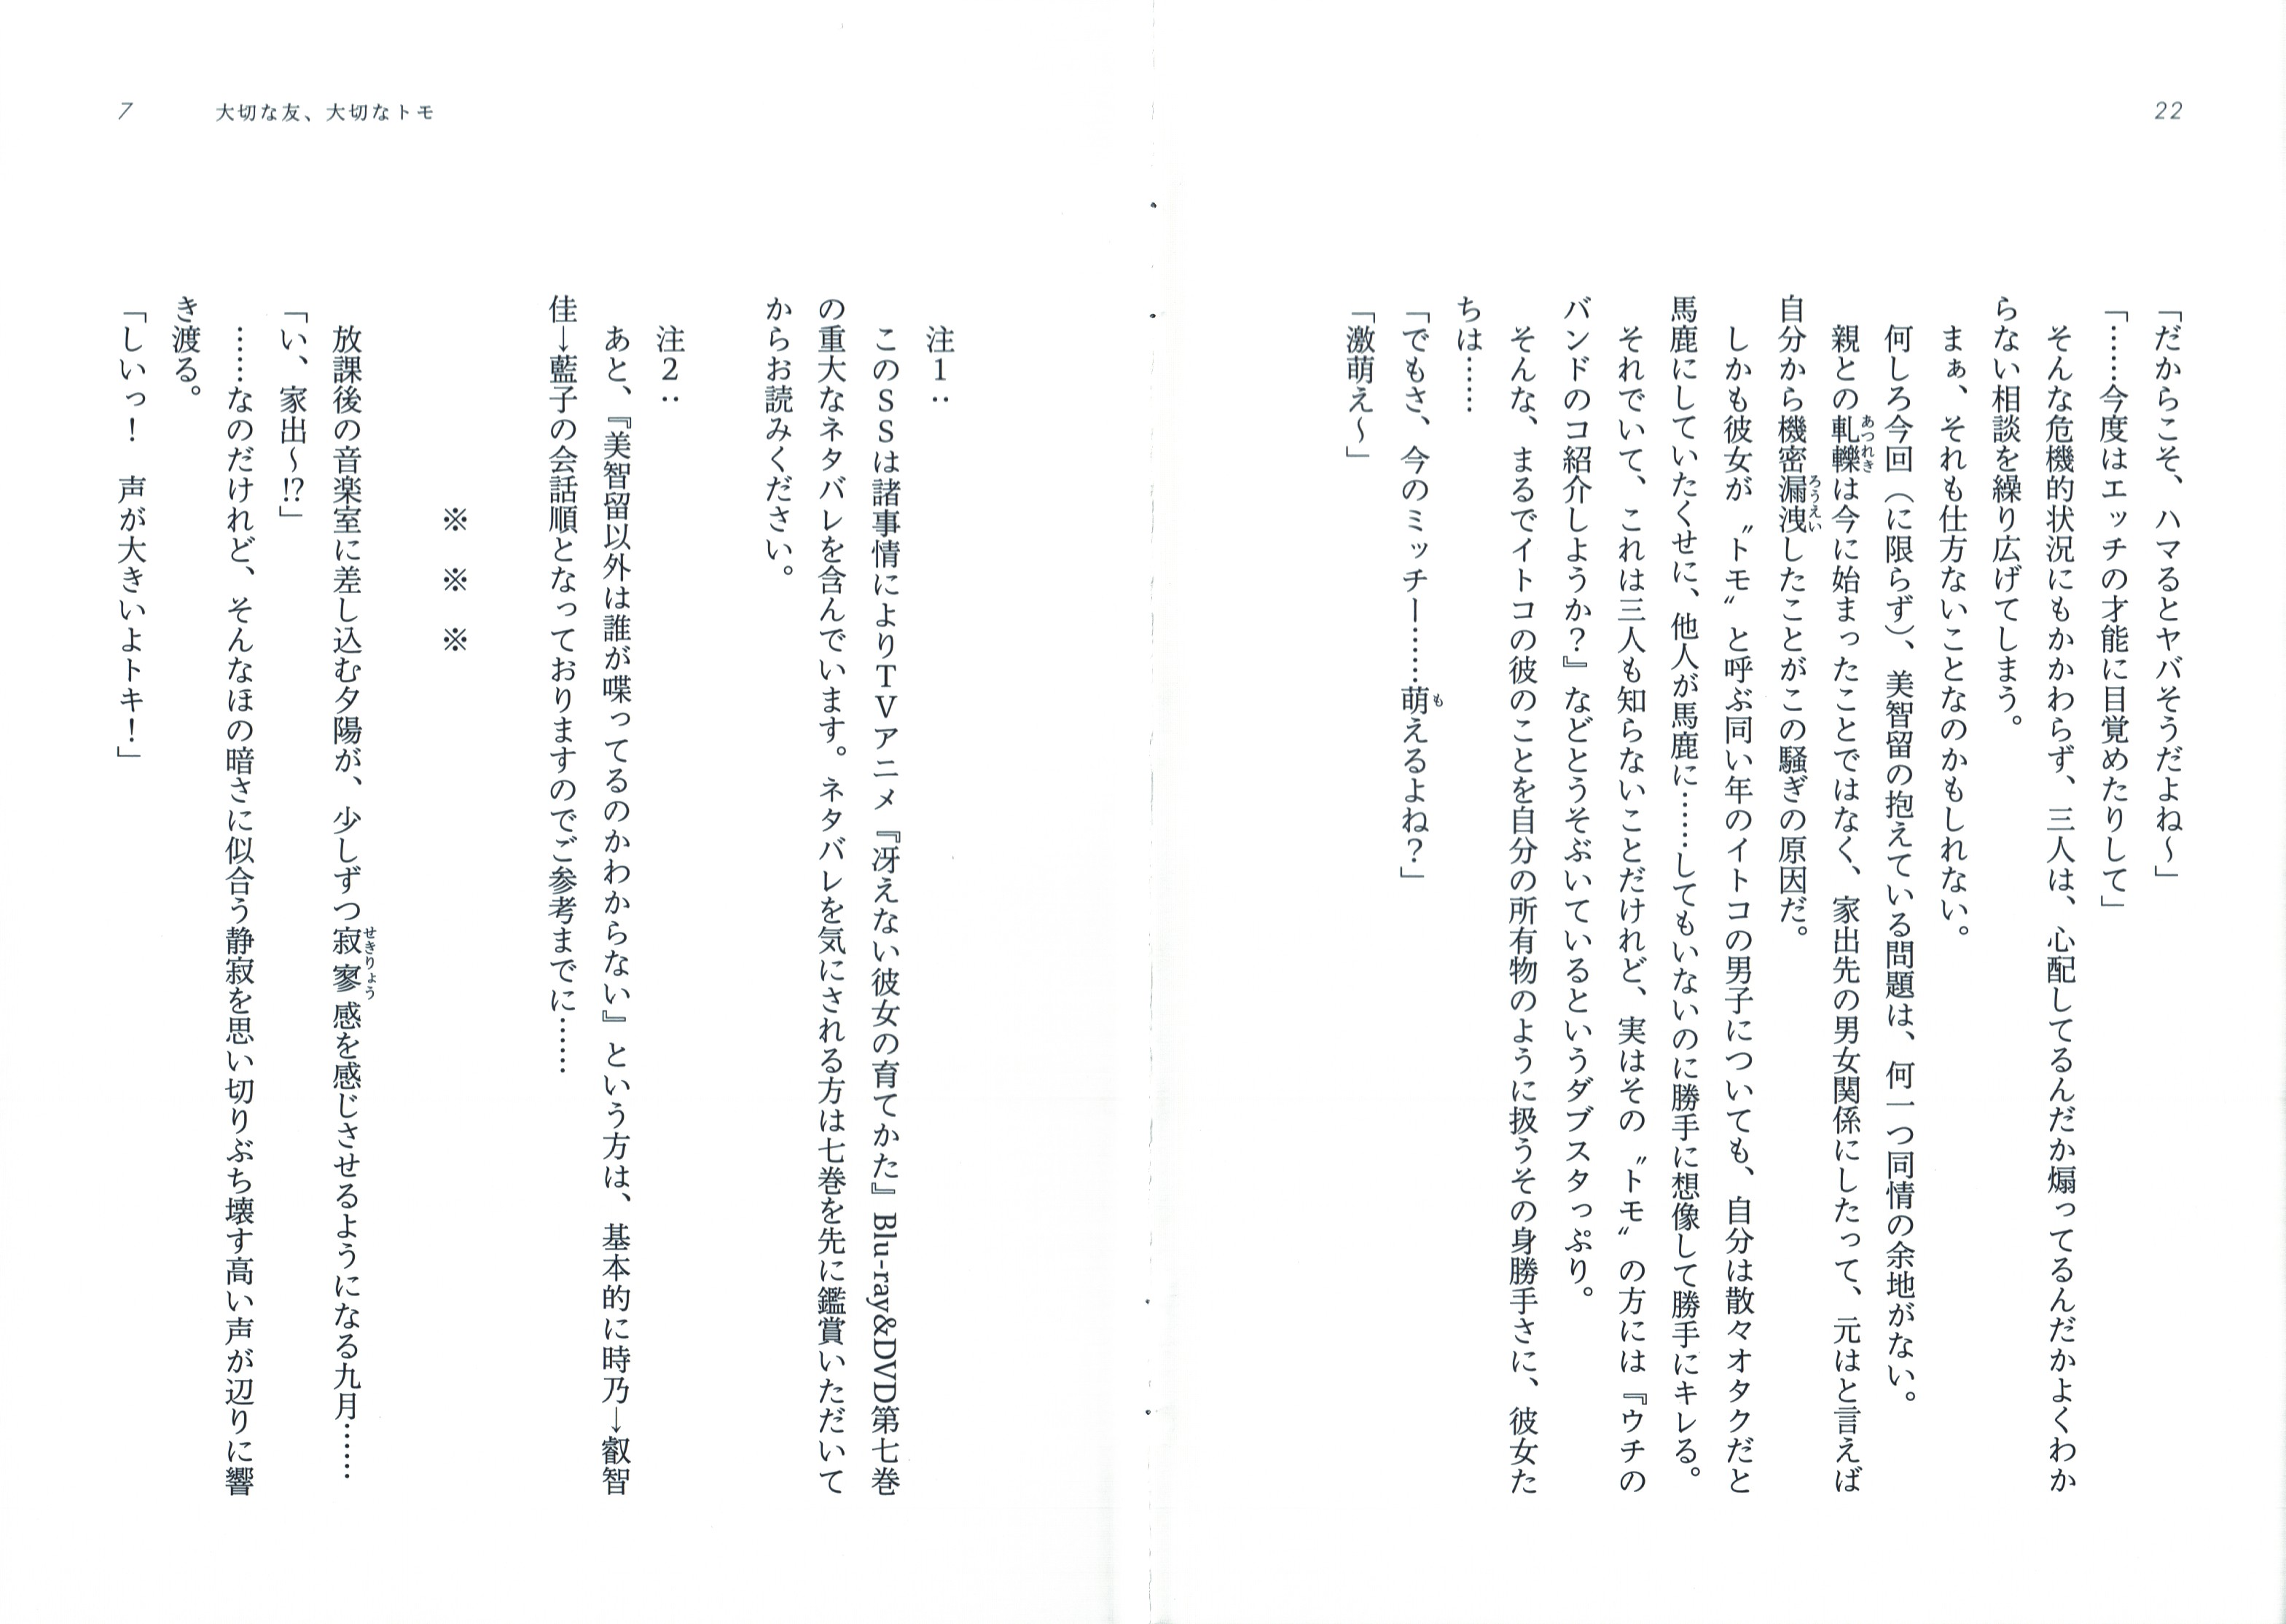 22
「だからこそ、ハマるとヤバそうだよね～」
「……今度はエッチの才能に目覚めたりして」
そんな危機的状況にもかかわらず、三人は、心配してるんだか煽ってるんだかよくわか
らない相談を繰り広げてしまう。
まぁ、それも仕方ないことなのかもしれない。
何しろ今回（に限らず）、美智留の抱えている問題は、何一つ同情の余地がない。
親との軋轢は今に始まったことではなく、家出先の男女関係にしたって、元はと言えば
自分から機密漏洩したことがこの騒ぎの原因だ。
しかも彼女が〝トモ〟と呼ぶ同い年のイトコの男子についても、自分は散々オタクだと
馬鹿にしていたくせに、他人が馬鹿に……してもいないのに勝手に想像して勝手にキレる。
それでいて、これは三人も知らないことだけれど、実はその〝トモ〟の方には『ウチの
バンドのコ紹介しようか？』などとうそぶいているというダブスタっぷり。
そんな、まるでイトコの彼のことを自分の所有物のように扱うその身勝手さに、彼女た
ちは……
「でもさ、今のミッチー……萌えるよね？」
「激萌え～」
7 大切な友、大切なトモ
注1：
このSSは諸事情によりTVアニメ『冴えない彼女の育てかた』Blu-ray&DVD第七巻
の重大なネタバレを含んでいます。ネタバレを気にされる方は七巻を先に鑑賞いただいて
からお読みください。
注2：
あと、『美智留以外は誰が喋ってるのかわからない』という方は、基本的に時乃→叡智
佳→藍子の会話順となっておりますのでご参考までに……
※　※　※
放課後の音楽室に差し込む夕陽が、少しずつ寂寥感を感じさせるようになる九月……
「い、家出～!?」
……なのだけれど、そんなほの暗さに似合う静寂を思い切りぶち壊す高い声が辺りに響
き渡る。
「しいっ！　声が大きいよトキ！」